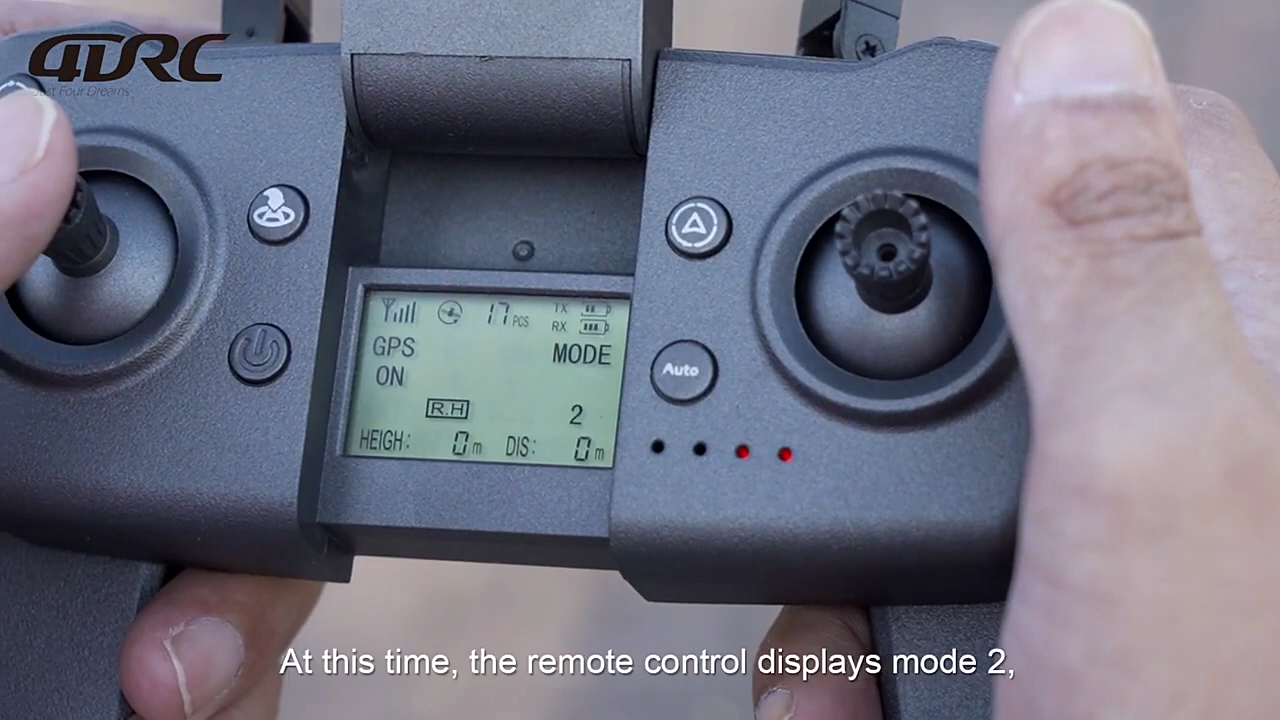 4DRC
Just Four Dreams
17 PCS
TX
RX
GPS
MODE
ON
R.H
2
HEIGH: 0m DIS: 0m
Auto
At this time, the remote control displays mode 2,